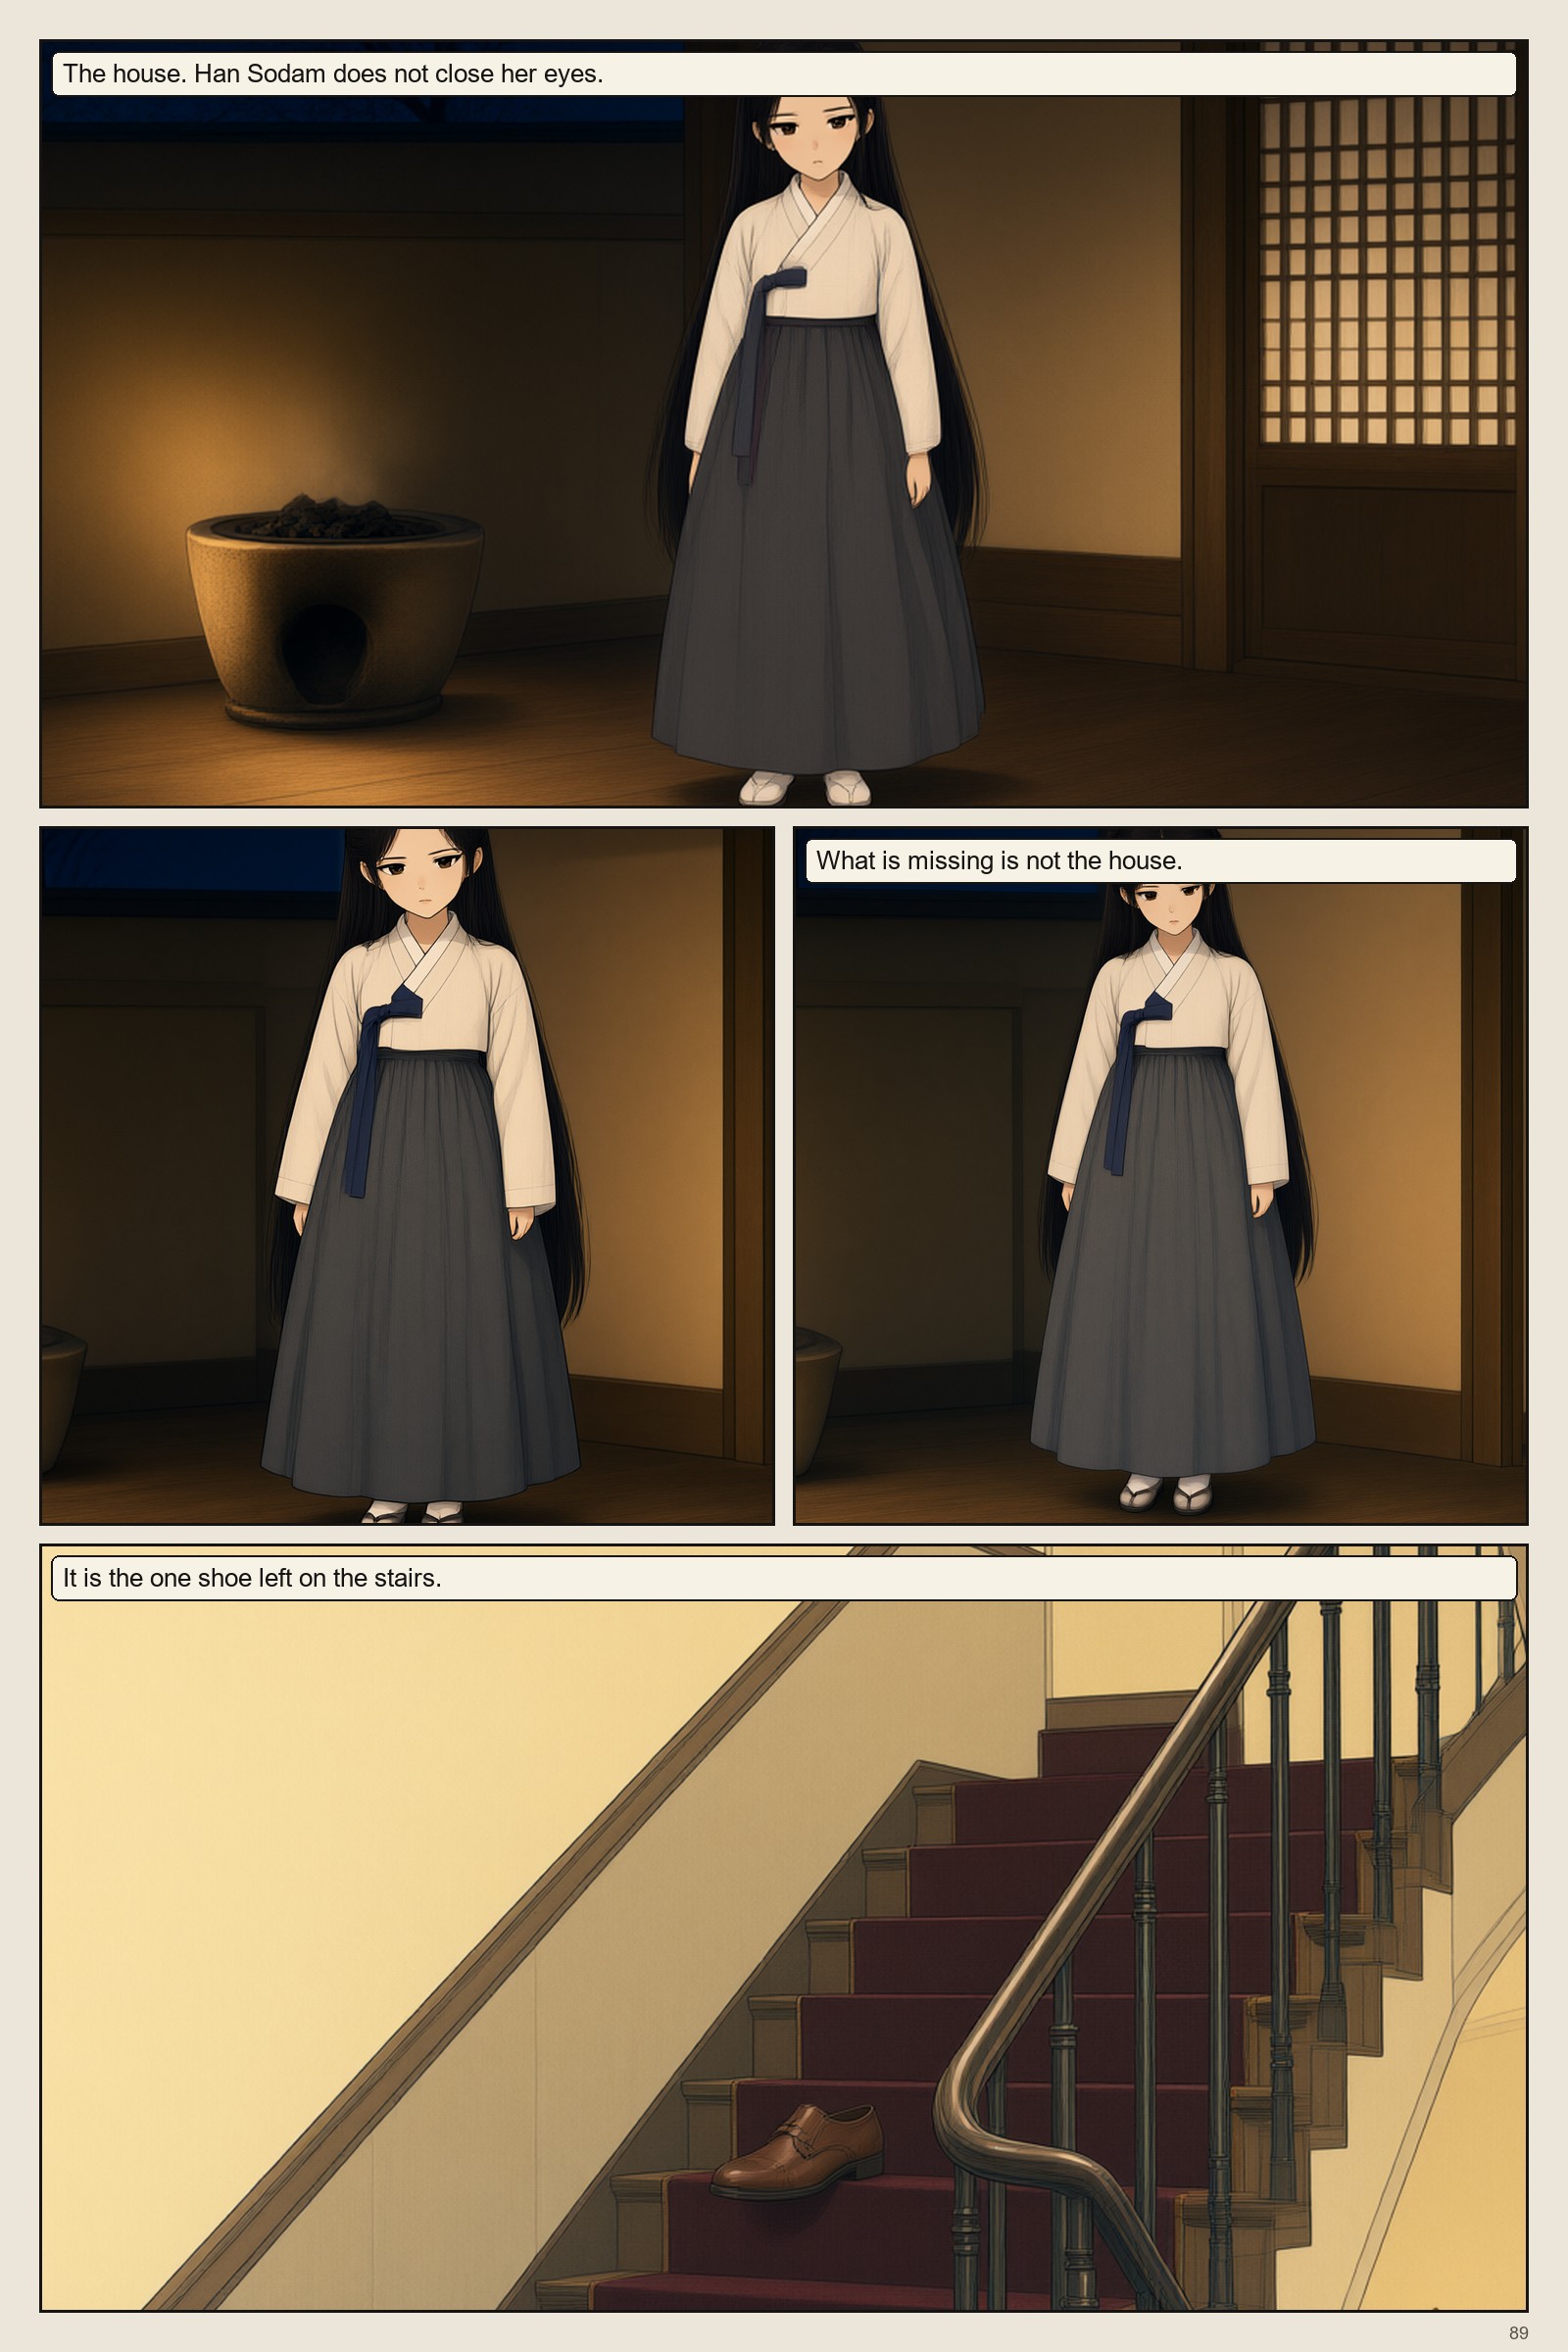 The house. Han Sodam does not close her eyes.
What is missing is not the house.
It is the one shoe left on the stairs.
89